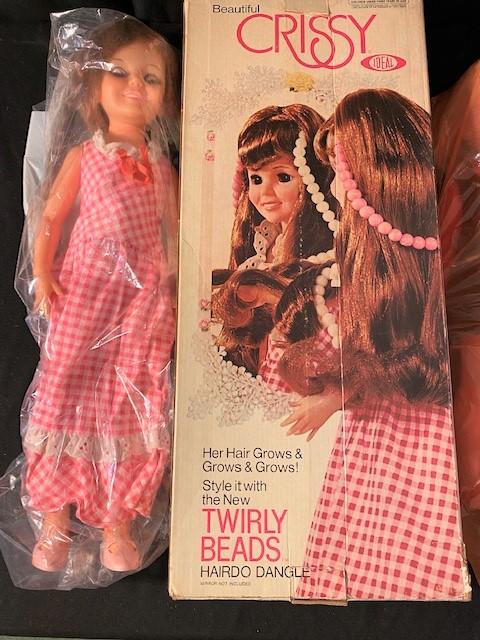 Beautiful
CRISSY
IDEAL
Her Hair Grows &
Grows & Grows!
Style it with
the New
TWIRLY
BEADS
HAIRDO DANGLE
MIRROR NOT INCLUDED